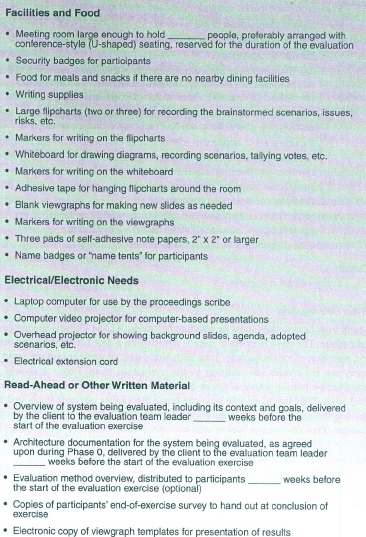 Facilities and Food
• Meeting room large enough to hold _______ people, preferably arranged with
conference-style (U-shaped) seating, reserved for the duration of the evaluation
• Security badges for participants
• Food for meals and snacks if there are no nearby dining facilities
• Writing supplies
• Large flipcharts (two or three) for recording the brainstormed scenarios, issues,
risks, etc.
• Markers for writing on the flipcharts
• Whiteboard for drawing diagrams, recording scenarios, tallying votes, etc.
• Markers for writing on the whiteboard
• Adhesive tape for hanging flipcharts around the room
• Blank viewgraphs for making new slides as needed
• Markers for writing on the viewgraphs
• Three pads of self-adhesive note papers, 2" x 2" or larger
• Name badges or "name tents" for participants
Electrical/Electronic Needs
• Laptop computer for use by the proceedings scribe
• Computer video projector for computer-based presentations
• Overhead projector for showing background slides, agenda, adopted
scenarios, etc.
• Electrical extension cord
Read-Ahead or Other Written Material
• Overview of system being evaluated, including its context and goals, delivered
by the client to the evaluation team leader ______ weeks before the
start of the evaluation exercise
• Architecture documentation for the system being evaluated, as agreed
upon during Phase 0, delivered by the client to the evaluation team leader
______ weeks before the start of the evaluation exercise
• Evaluation method overview, distributed to participants ______ weeks before
the start of the evaluation exercise (optional)
• Copies of participants' end-of-exercise survey to hand out at conclusion of
exercise
• Electronic copy of viewgraph templates for presentation of results